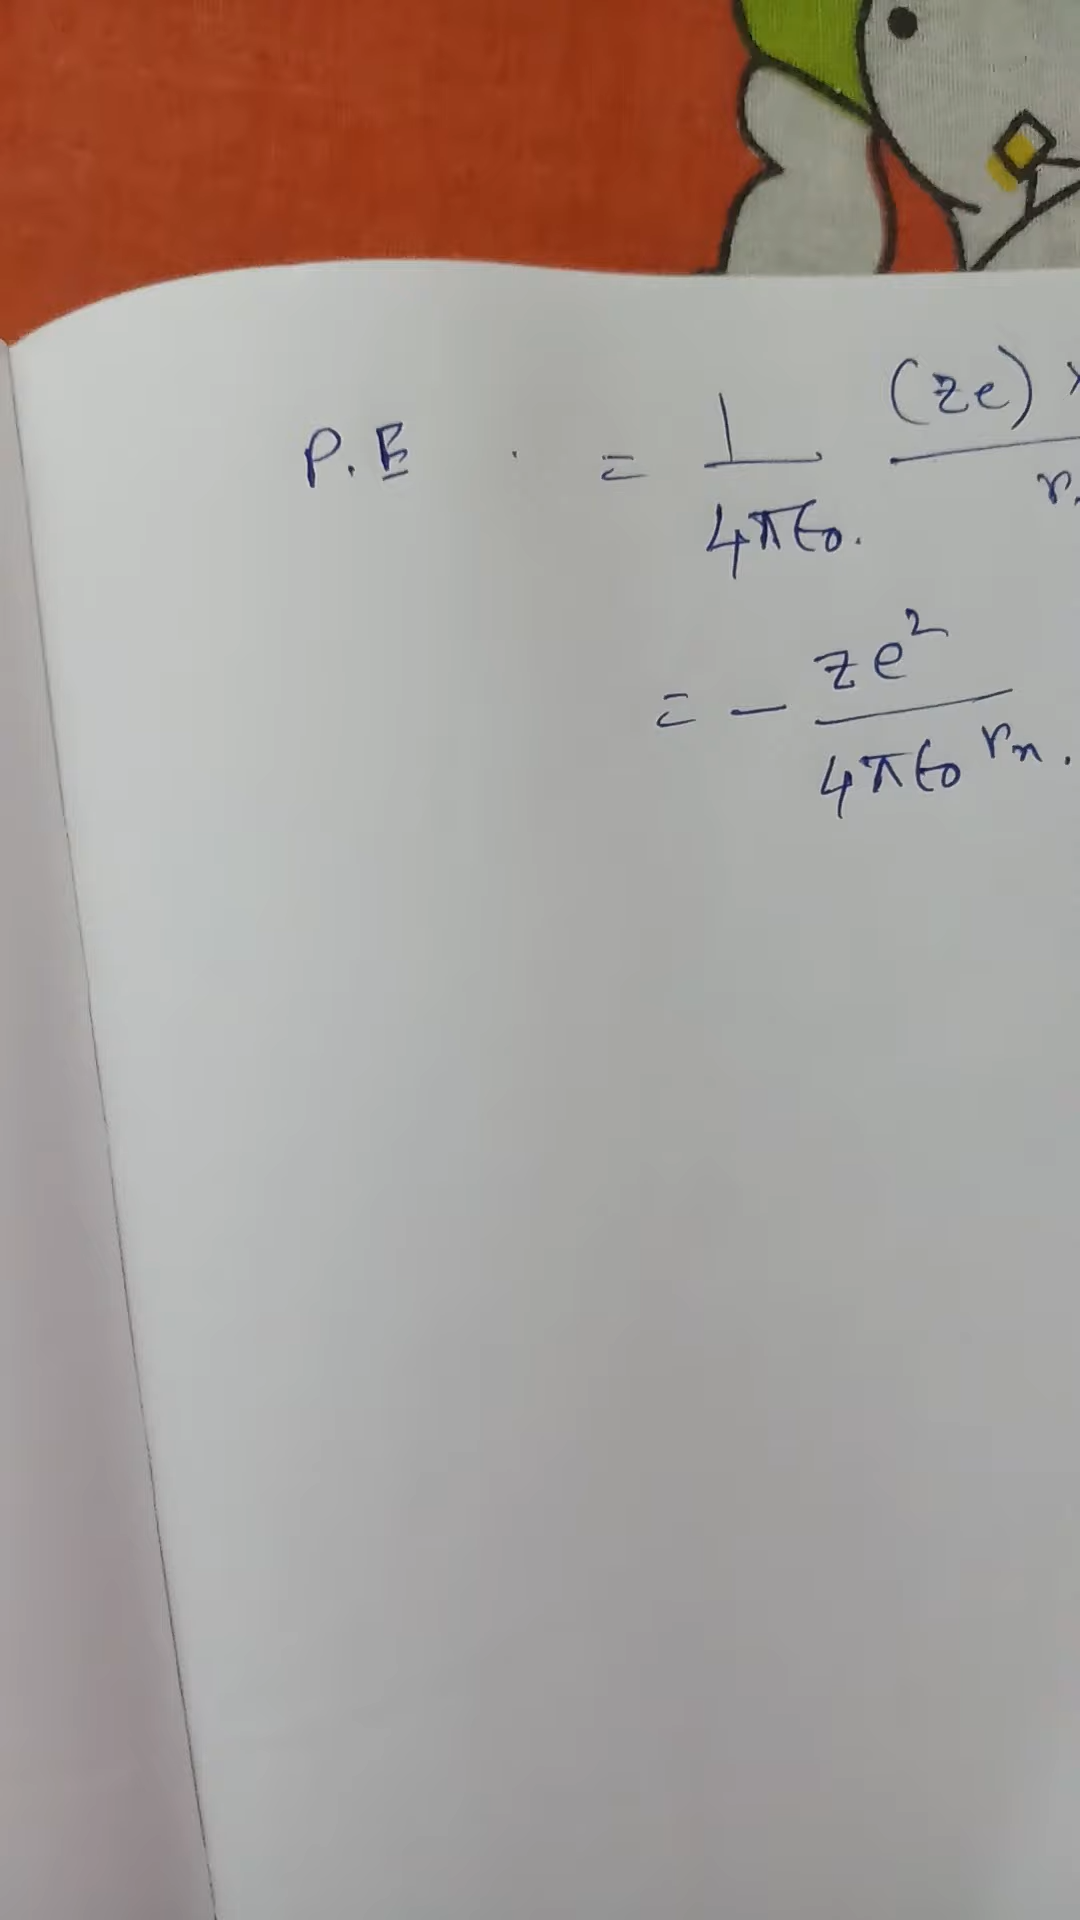 P.E = 1/4πε₀. (ze) × / r
= - ze²/4πε₀ rₙ.